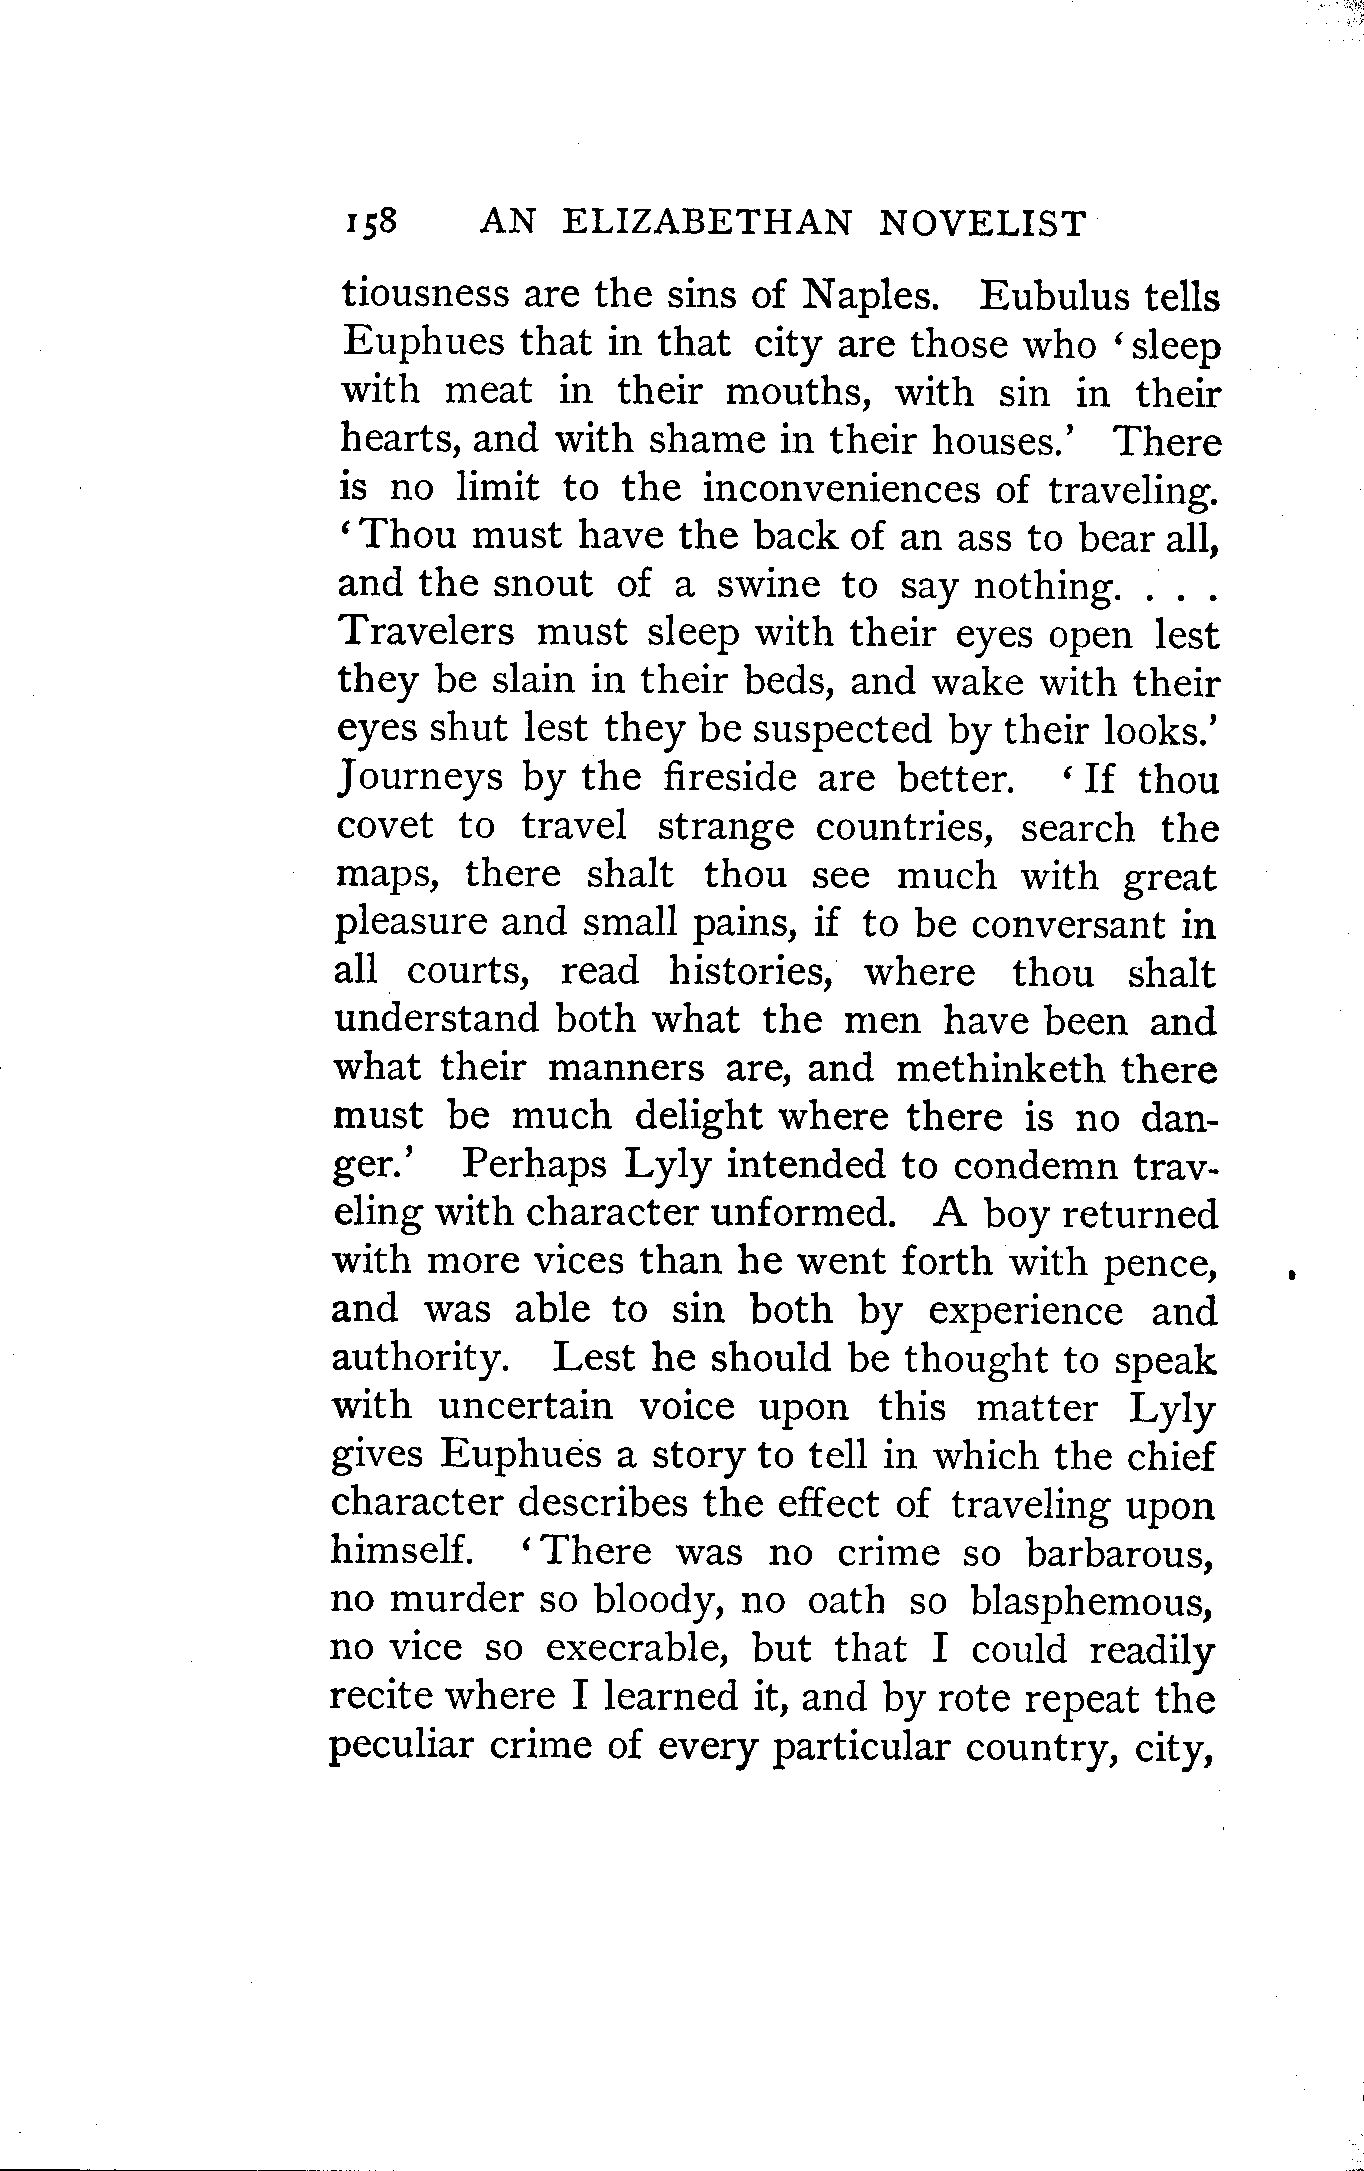 158 AN ELIZABETHAN NOVELIST
tiousness are the sins of Naples. Eubulus tells
Euphues that in that city are those who ‘sleep
with meat in their mouths, with sin in their
hearts, and with shame in their houses.’ There
is no limit to the inconveniences of traveling.
‘Thou must have the back of an ass to bear all,
and the snout of a swine to say nothing. . . .
Travelers must sleep with their eyes open lest
they be slain in their beds, and wake with their
eyes shut lest they be suspected by their looks.’
Journeys by the fireside are better. ‘If thou
covet to travel strange countries, search the
maps, there shalt thou see much with great
pleasure and small pains, if to be conversant in
all courts, read histories, where thou shalt
understand both what the men have been and
what their manners are, and methinketh there
must be much delight where there is no dan-
ger.’ Perhaps Lyly intended to condemn trav-
eling with character unformed. A boy returned
with more vices than he went forth with pence,
and was able to sin both by experience and
authority. Lest he should be thought to speak
with uncertain voice upon this matter Lyly
gives Euphues a story to tell in which the chief
character describes the effect of traveling upon
himself. ‘There was no crime so barbarous,
no murder so bloody, no oath so blasphemous,
no vice so execrable, but that I could readily
recite where I learned it, and by rote repeat the
peculiar crime of every particular country, city,